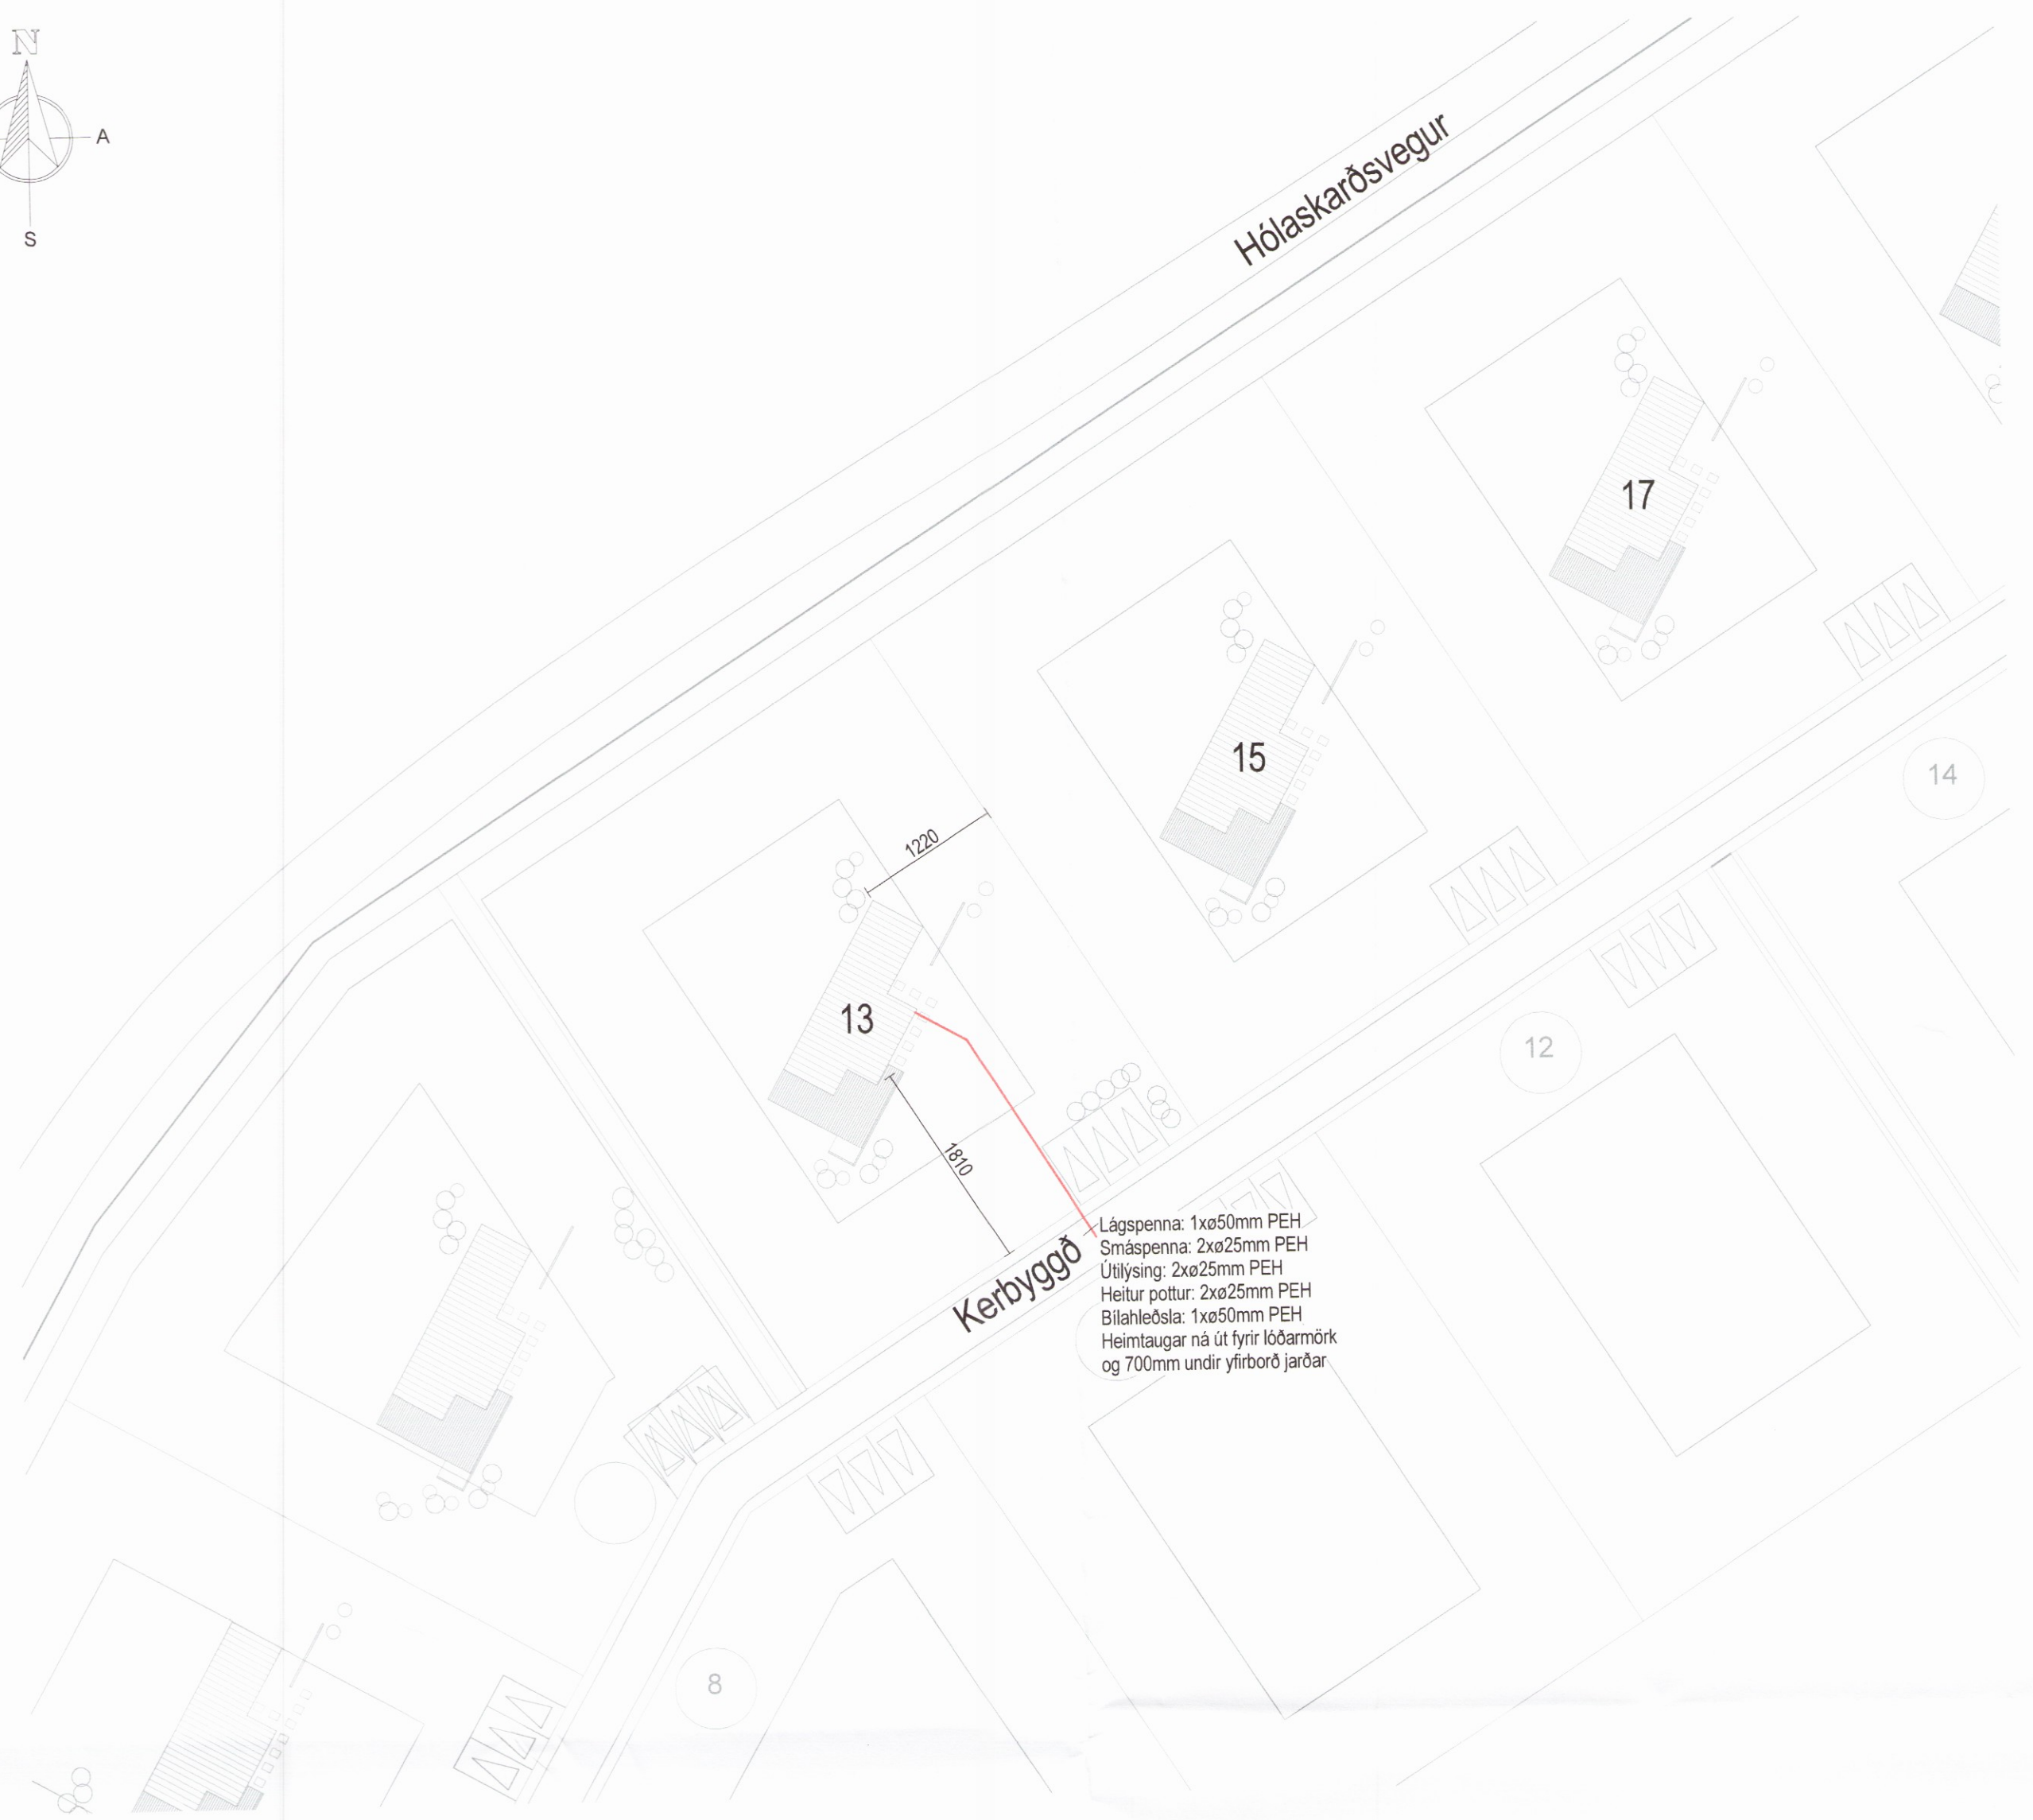 N
A
S
Hólaskarðsvegur
17
15
14
1220
13
12
1810
Kerbyggð
Lágspenna: 1xø50mm PEH
Smáspenna: 2xø25mm PEH
Útilýsing: 2xø25mm PEH
Heitur pottur: 2xø25mm PEH
Bílahleðsla: 1xø50mm PEH
Heimtaugar ná út fyrir lóðarmörk
og 700mm undir yfirborð jarðar
8